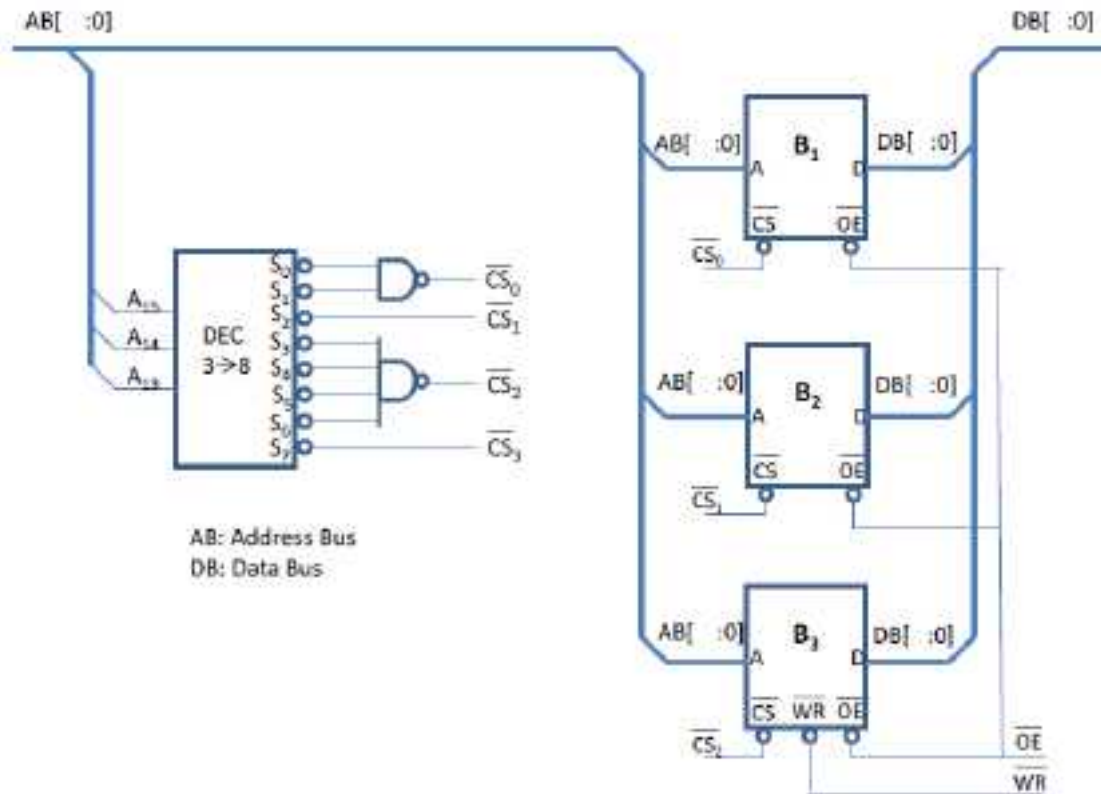 AB[ :0]
DB[ :0]
AB[ :0]
B₁
DB[ :0]
A
D
CS
OE
CS₀
S₀
S₁
S₂
S₃
S₄
S₅
S₆
S₇
CS₀
CS₁
CS₂
CS₃
A₁₅
A₁₄
A₁₃
DEC
3→8
AB[ :0]
B₂
DB[ :0]
A
D
CS
OE
CS₁
AB: Address Bus
DB: Data Bus
AB[ :0]
B₃
DB[ :0]
A
D
CS WR OE
CS₂
OE
WR